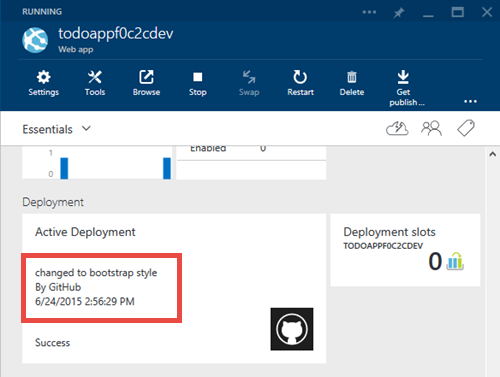 RUNNING
todoappf0c2cdev
Web app
Settings
Tools
Browse
Stop
Swap
Restart
Delete
Get
publish...
Essentials
1
0
Enabled 0
Deployment
Active Deployment
changed to bootstrap style
By GitHub
6/24/2015 2:56:29 PM
Success
Deployment slots
TODOAPPF0C2CDEV
0